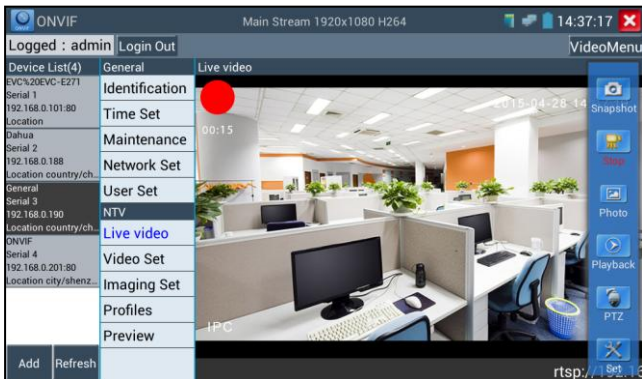 ONVIF
Main Stream 1920x1080 H264
14:37:17
Logged : admin
Login Out
VideoMenu
Device List(4)
EVC%20EVC-E271
Serial 1
192.168.0.101:80
Location
Dahua
Serial 2
192.168.0.188
Location country/ch...
General
Serial 3
192.168.0.190
Location country/ch...
ONVIF
Serial 4
192.168.0.201:80
Location city/shenz...
Add
Refresh
General
Identification
Time Set
Maintenance
Network Set
User Set
NTV
Live video
Video Set
Imaging Set
Profiles
Preview
Live video
2015-04-28 14
00:15
IPC
Snapshot
Stop
Photo
Playback
PTZ
Set